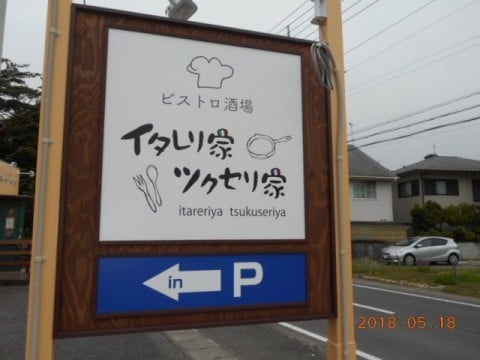 ビストロ酒場
イタレリ家
ツクセリ家
itareriya tsukuseriya
in P
2018.05.18